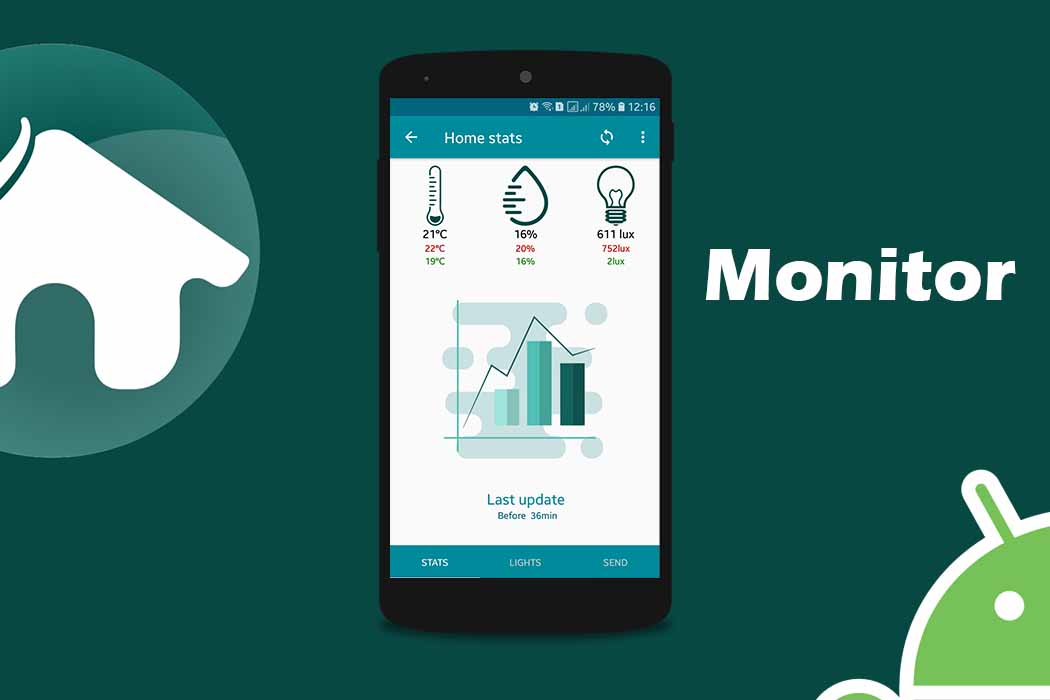 78% 12:16
Home stats
21°C 16% 611 lux
22°C 20% 752lux
19°C 16% 2lux
Monitor
Last update
Before 36min
STATS LIGHTS SEND